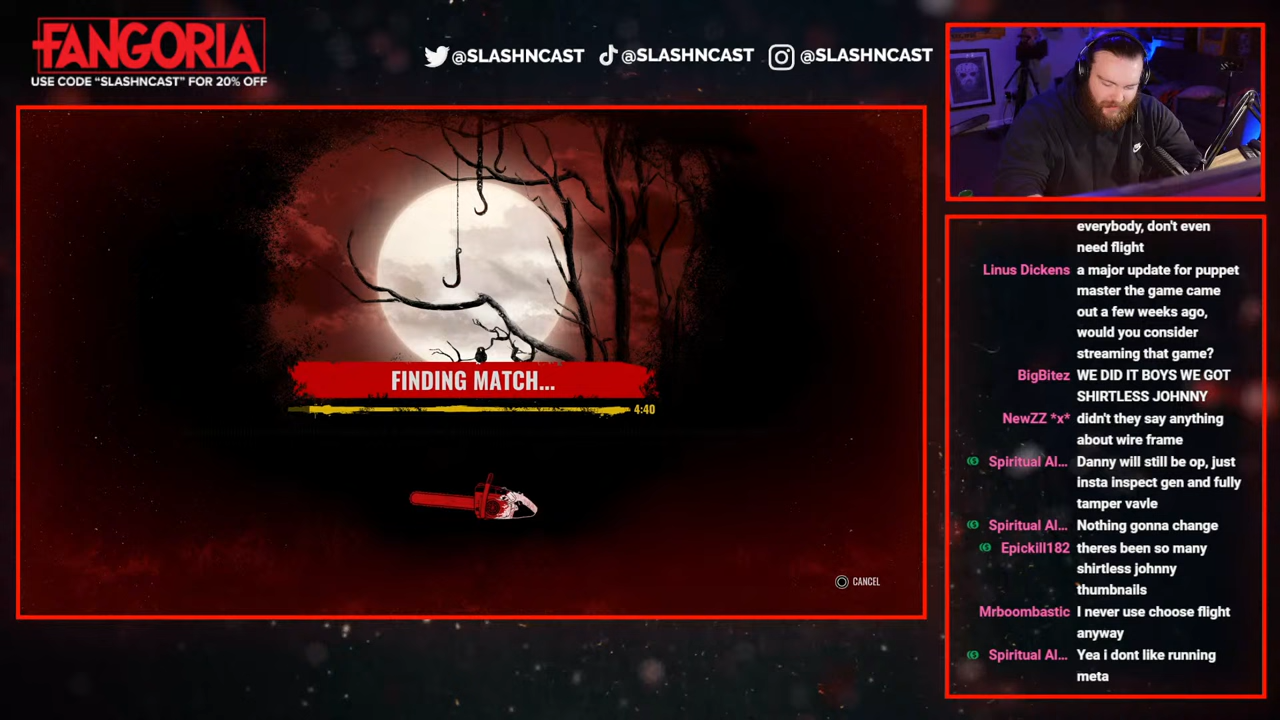 FANGORIA
USE CODE "SLASHNCAST" FOR 20% OFF
@SLASHNCAST @SLASHNCAST @SLASHNCAST
FINDING MATCH...
4:40
CANCEL
everybody, don't even
need flight
Linus Dickens a major update for puppet
master the game came
out a few weeks ago,
would you consider
streaming that game?
BigBitez WE DID IT BOYS WE GOT
SHIRTLESS JOHNNY
NewZZ *x* didn't they say anything
about wire frame
Spiritual Al... Danny will still be op, just
insta inspect gen and fully
tamper vavle
Spiritual Al... Nothing gonna change
Epickill182 theres been so many
shirtless johnny
thumbnails
Mrboombastic I never use choose flight
anyway
Spiritual Al... Yea i dont like running
meta